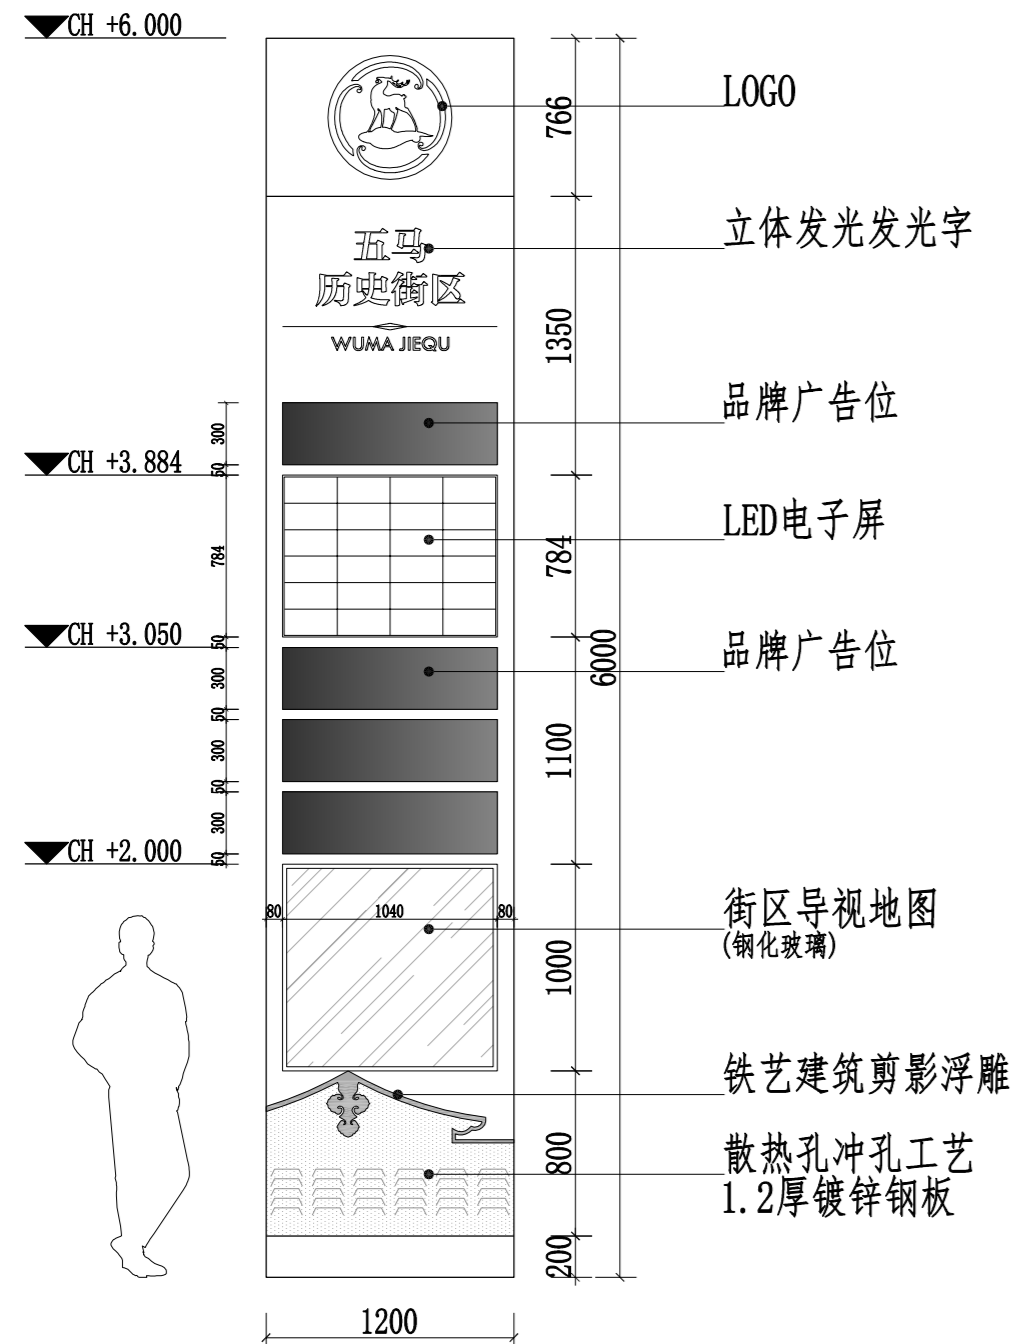 CH +6.000
LOGO
766
立体发光发光字
五马
历史街区
WUMA JIEQU
1350
品牌广告位
300
50
CH +3.884
LED电子屏
784
784
CH +3.050
50
6000
品牌广告位
300
50
300
1100
50
300
50
CH +2.000
80
1040
80
街区导视地图
(钢化玻璃)
1000
铁艺建筑剪影浮雕
800
散热孔冲孔工艺
1.2厚镀锌钢板
200
1200